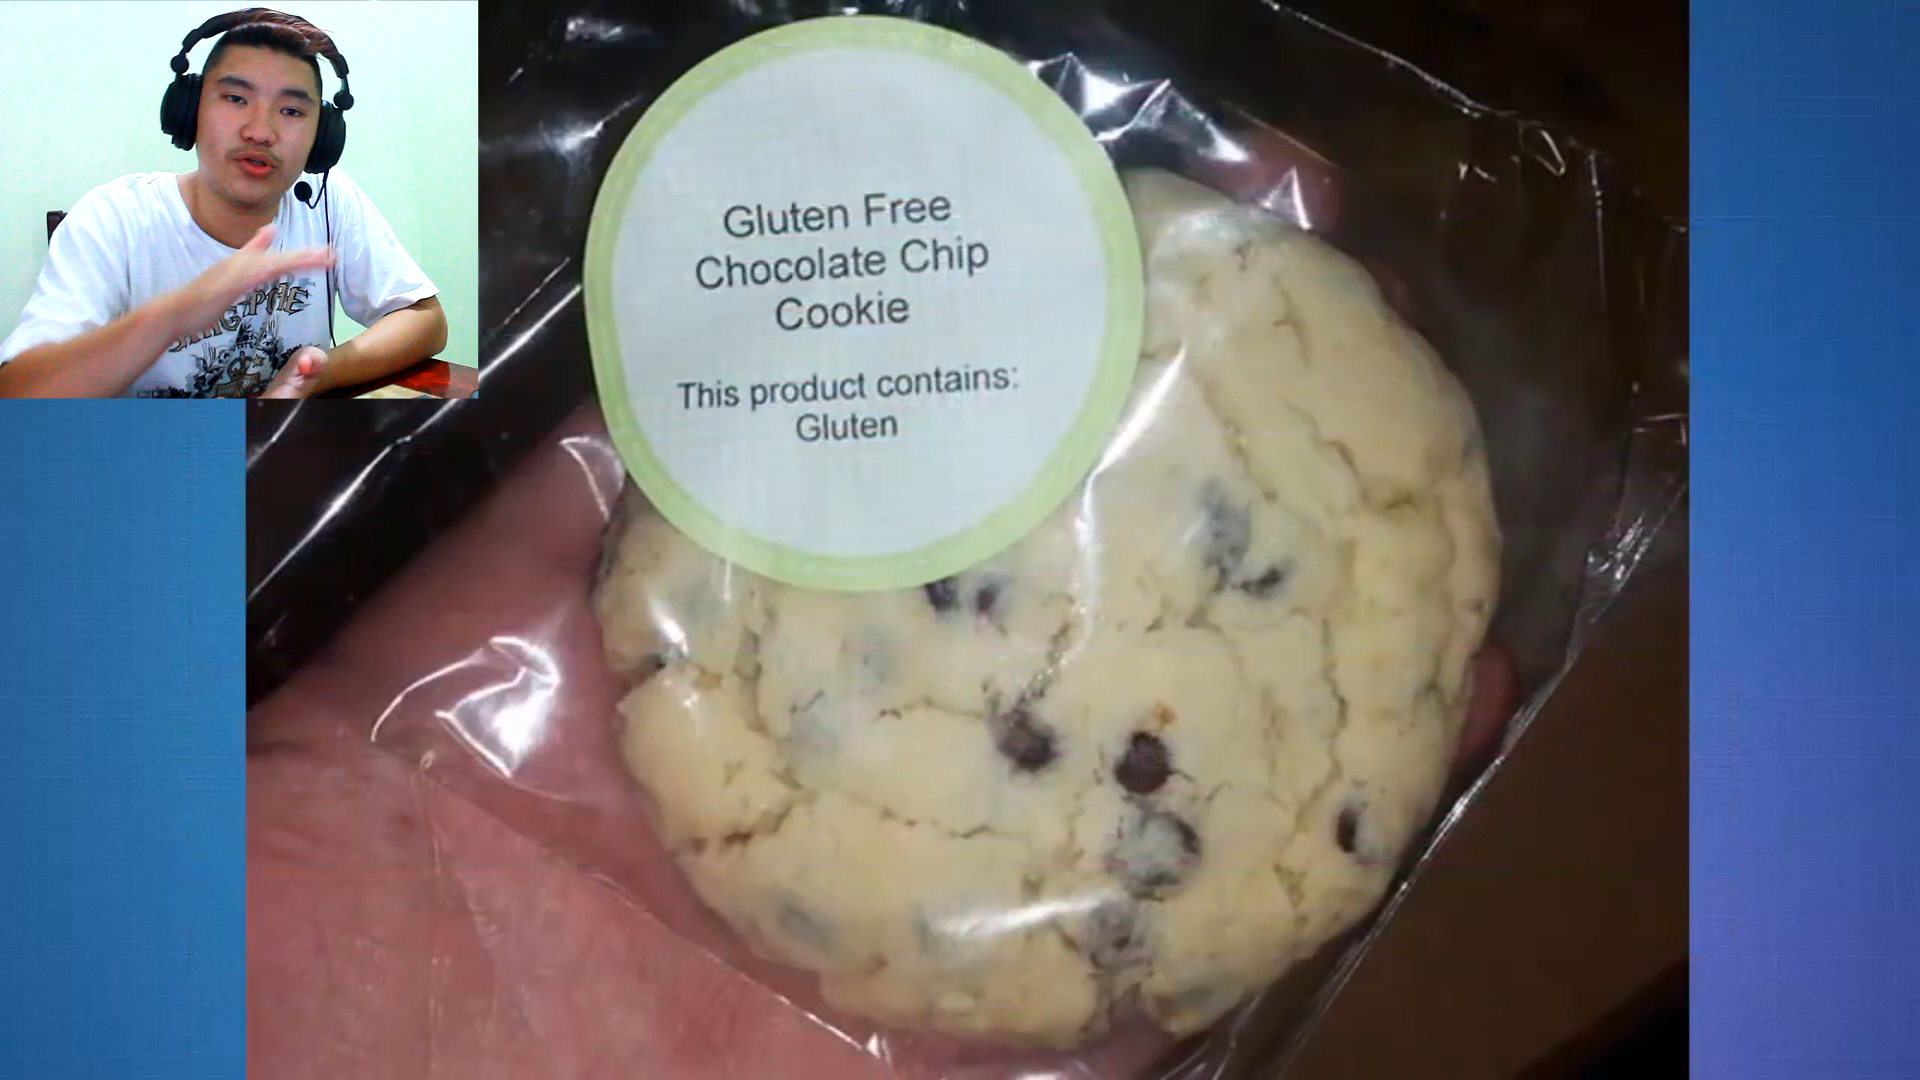 Gluten Free
Chocolate Chip
Cookie
This product contains:
Gluten